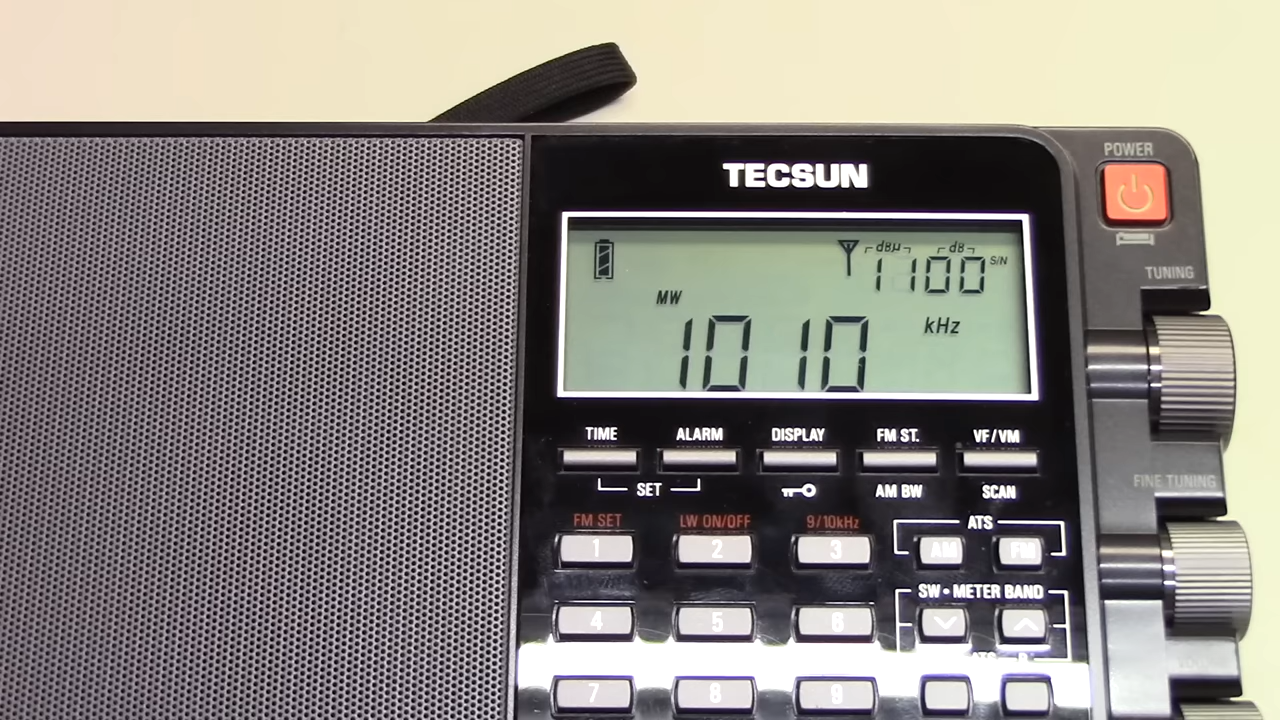 POWER
TECSUN
dBµ dB
1100 S/N
TUNING
MW
1010 kHz
TIME ALARM DISPLAY FM ST. VF/VM
SET AM BW SCAN
FINE TUNING
FM SET LW ON/OFF 9/10kHz ATS
1 2 3 AM FM
SW • METER BAND
4 5 6
7 8 9